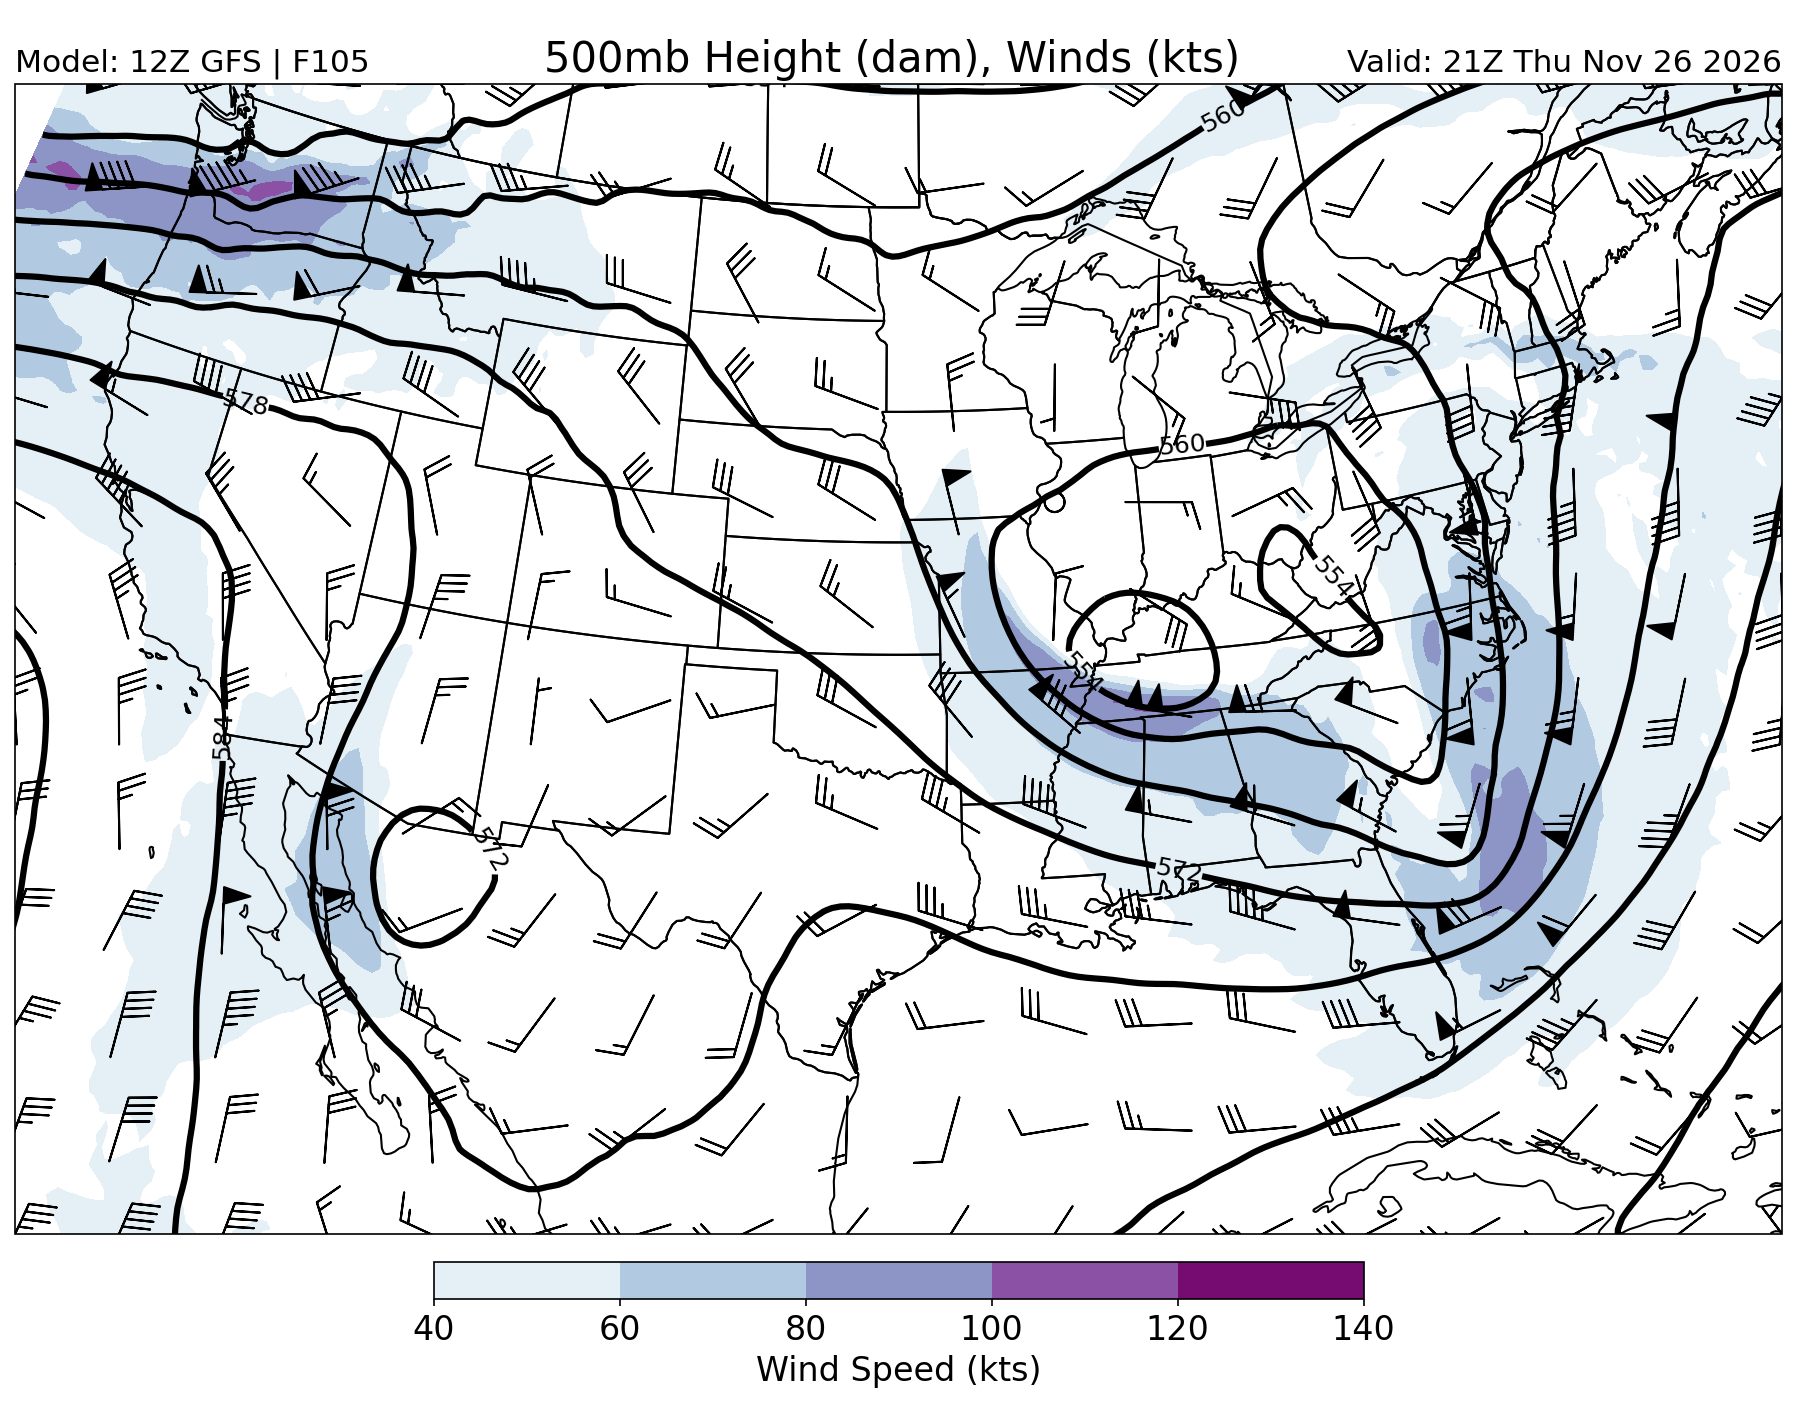 Model: 12Z GFS | F105
500mb Height (dam), Winds (kts)
Valid: 21Z Thu Nov 26 2026
560
578
560
554
554
584
572
572
40 60 80 100 120 140
Wind Speed (kts)